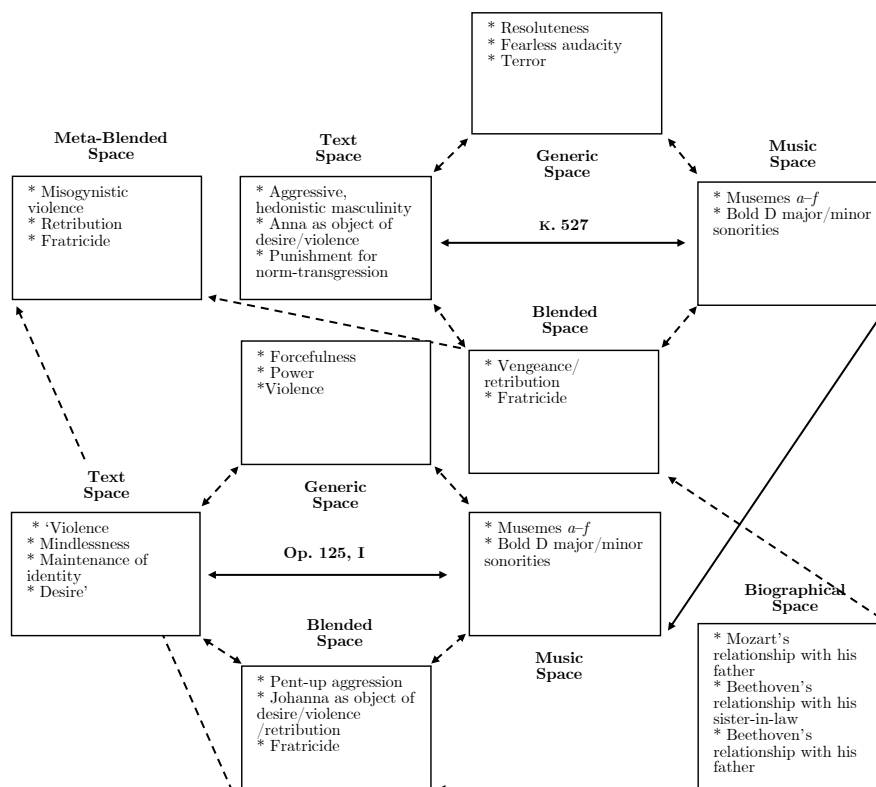 * Resoluteness
* Fearless audacity
* Terror
Generic
Space
Meta-Blended
Space
* Misogynistic
violence
* Retribution
* Fratricide
Text
Space
* Aggressive,
hedonistic masculinity
* Anna as object of
desire/violence
* Punishment for
norm-transgression
K. 527
Music
Space
* Musemes a–f
* Bold D major/minor
sonorities
Blended
Space
* Vengeance/
retribution
* Fratricide
* Forcefulness
* Power
*Violence
Generic
Space
Text
Space
* ‘Violence
* Mindlessness
* Maintenance of
identity
* Desire’
Op. 125, I
* Musemes a–f
* Bold D major/minor
sonorities
Music
Space
Blended
Space
* Pent-up aggression
* Johanna as object of
desire/violence
/retribution
* Fratricide
Biographical
Space
* Mozart’s
relationship with his
father
* Beethoven’s
relationship with his
sister-in-law
* Beethoven’s
relationship with his
father